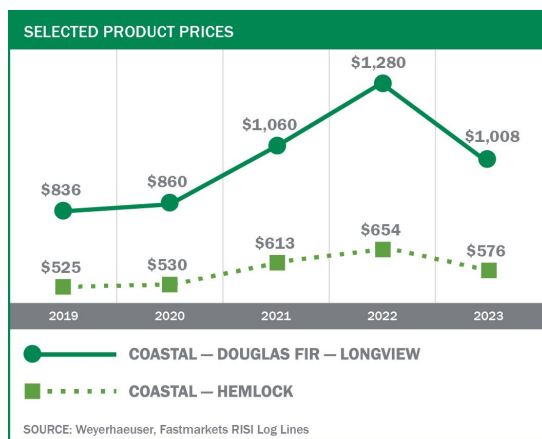 SELECTED PRODUCT PRICES
$1,280
$1,060
$1,008
$836
$860
$654
$613
$576
$525
$530
2019 2020 2021 2022 2023
COASTAL — DOUGLAS FIR — LONGVIEW
COASTAL — HEMLOCK
SOURCE: Weyerhaeuser, Fastmarkets RISI Log Lines